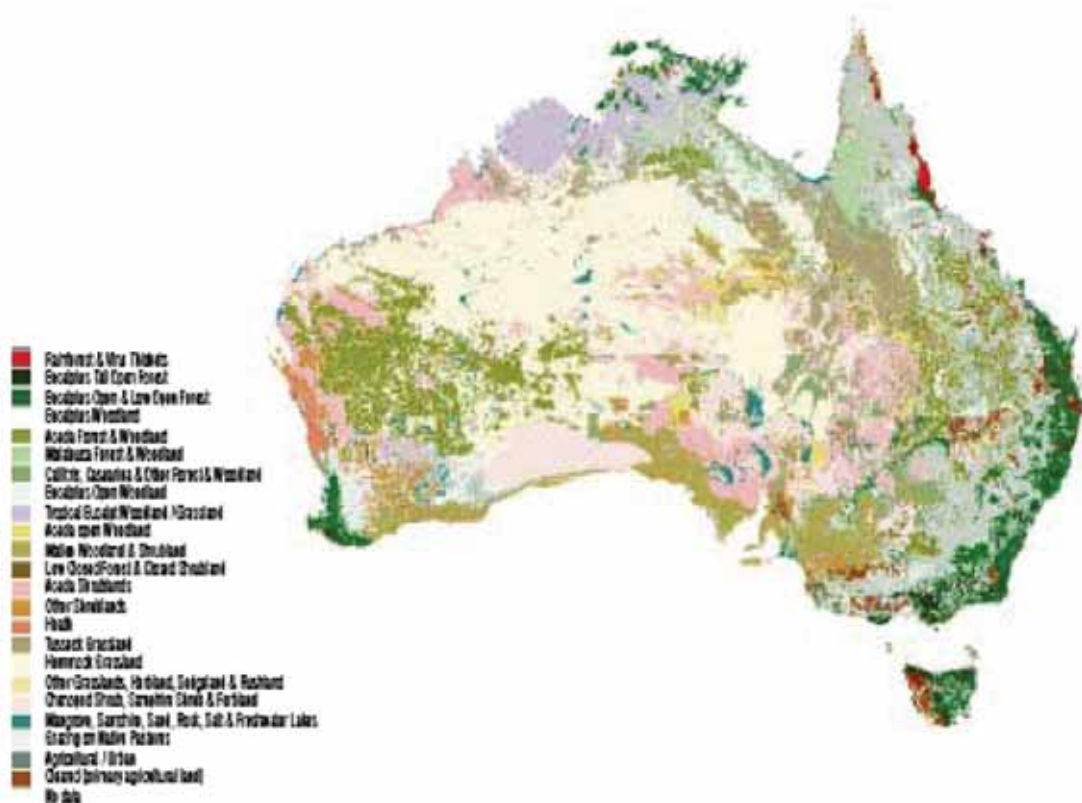 Rainforest & Vine Thickets
Eucalyptus Tall Open Forest
Eucalyptus Open & Low Open Forest
Eucalyptus Woodland
Acacia Forest & Woodland
Melaleuca Forest & Woodland
Callitris, Casuarina & Other Forest & Woodland
Eucalyptus Open Woodland
Tropical Eucalypt Woodland / Grassland
Acacia open Woodland
Mallee Woodland & Shrubland
Low Closed Forest & Closed Shrubland
Acacia Shrublands
Other Shrublands
Heath
Tussock Grassland
Hummock Grassland
Other Grasslands, Herbland, Sedgeland & Rushland
Chenopod Shrub, Samphire Shrub & Forbland
Mangrove, Samphire, Sand, Rock, Salt & Freshwater Lakes
Grazing on Native Pastures
Agricultural / Urban
Cleared (primary agricultural land)
No data